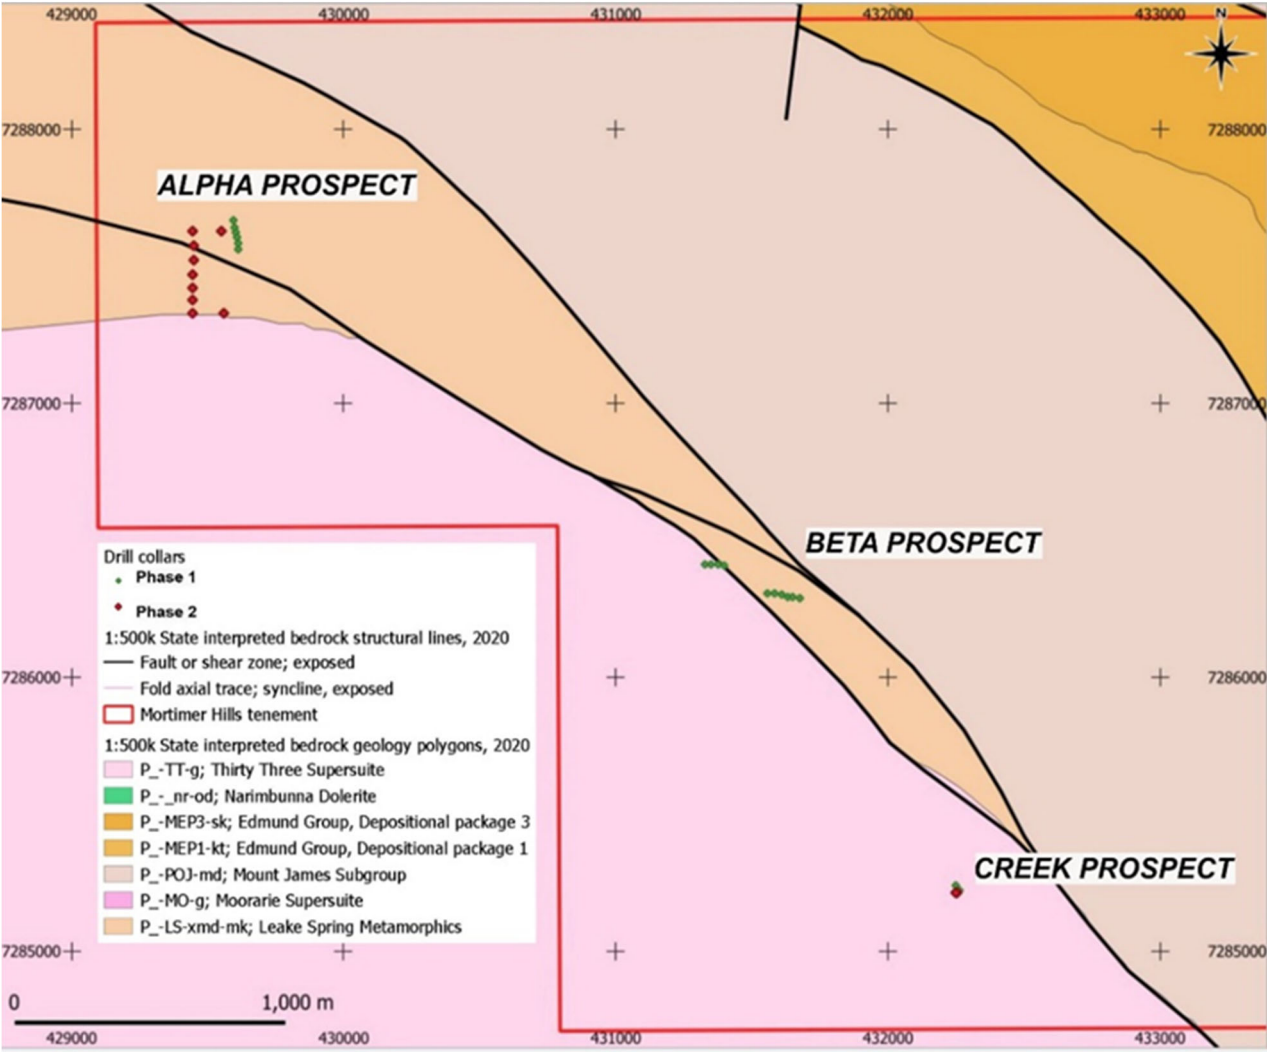 429000 430000 431000 432000 433000
N
7288000 7288000
ALPHA PROSPECT
7287000 7287000
BETA PROSPECT
Drill collars
Phase 1
Phase 2
1:500k State interpreted bedrock structural lines, 2020
Fault or shear zone; exposed
7286000 7286000
Fold axial trace; syncline, exposed
Mortimer Hills tenement
1:500k State interpreted bedrock geology polygons, 2020
P_-TT-g; Thirty Three Supersuite
P_-_nr-od; Narimbunna Dolerite
P_-MEP3-sk; Edmund Group, Depositional package 3
P_-MEP1-kt; Edmund Group, Depositional package 1
P_-POJ-md; Mount James Subgroup
P_-MO-g; Moorarie Supersuite
P_-LS-xmd-mk; Leake Spring Metamorphics
CREEK PROSPECT
7285000 7285000
0 1,000 m
429000 430000 431000 432000 433000